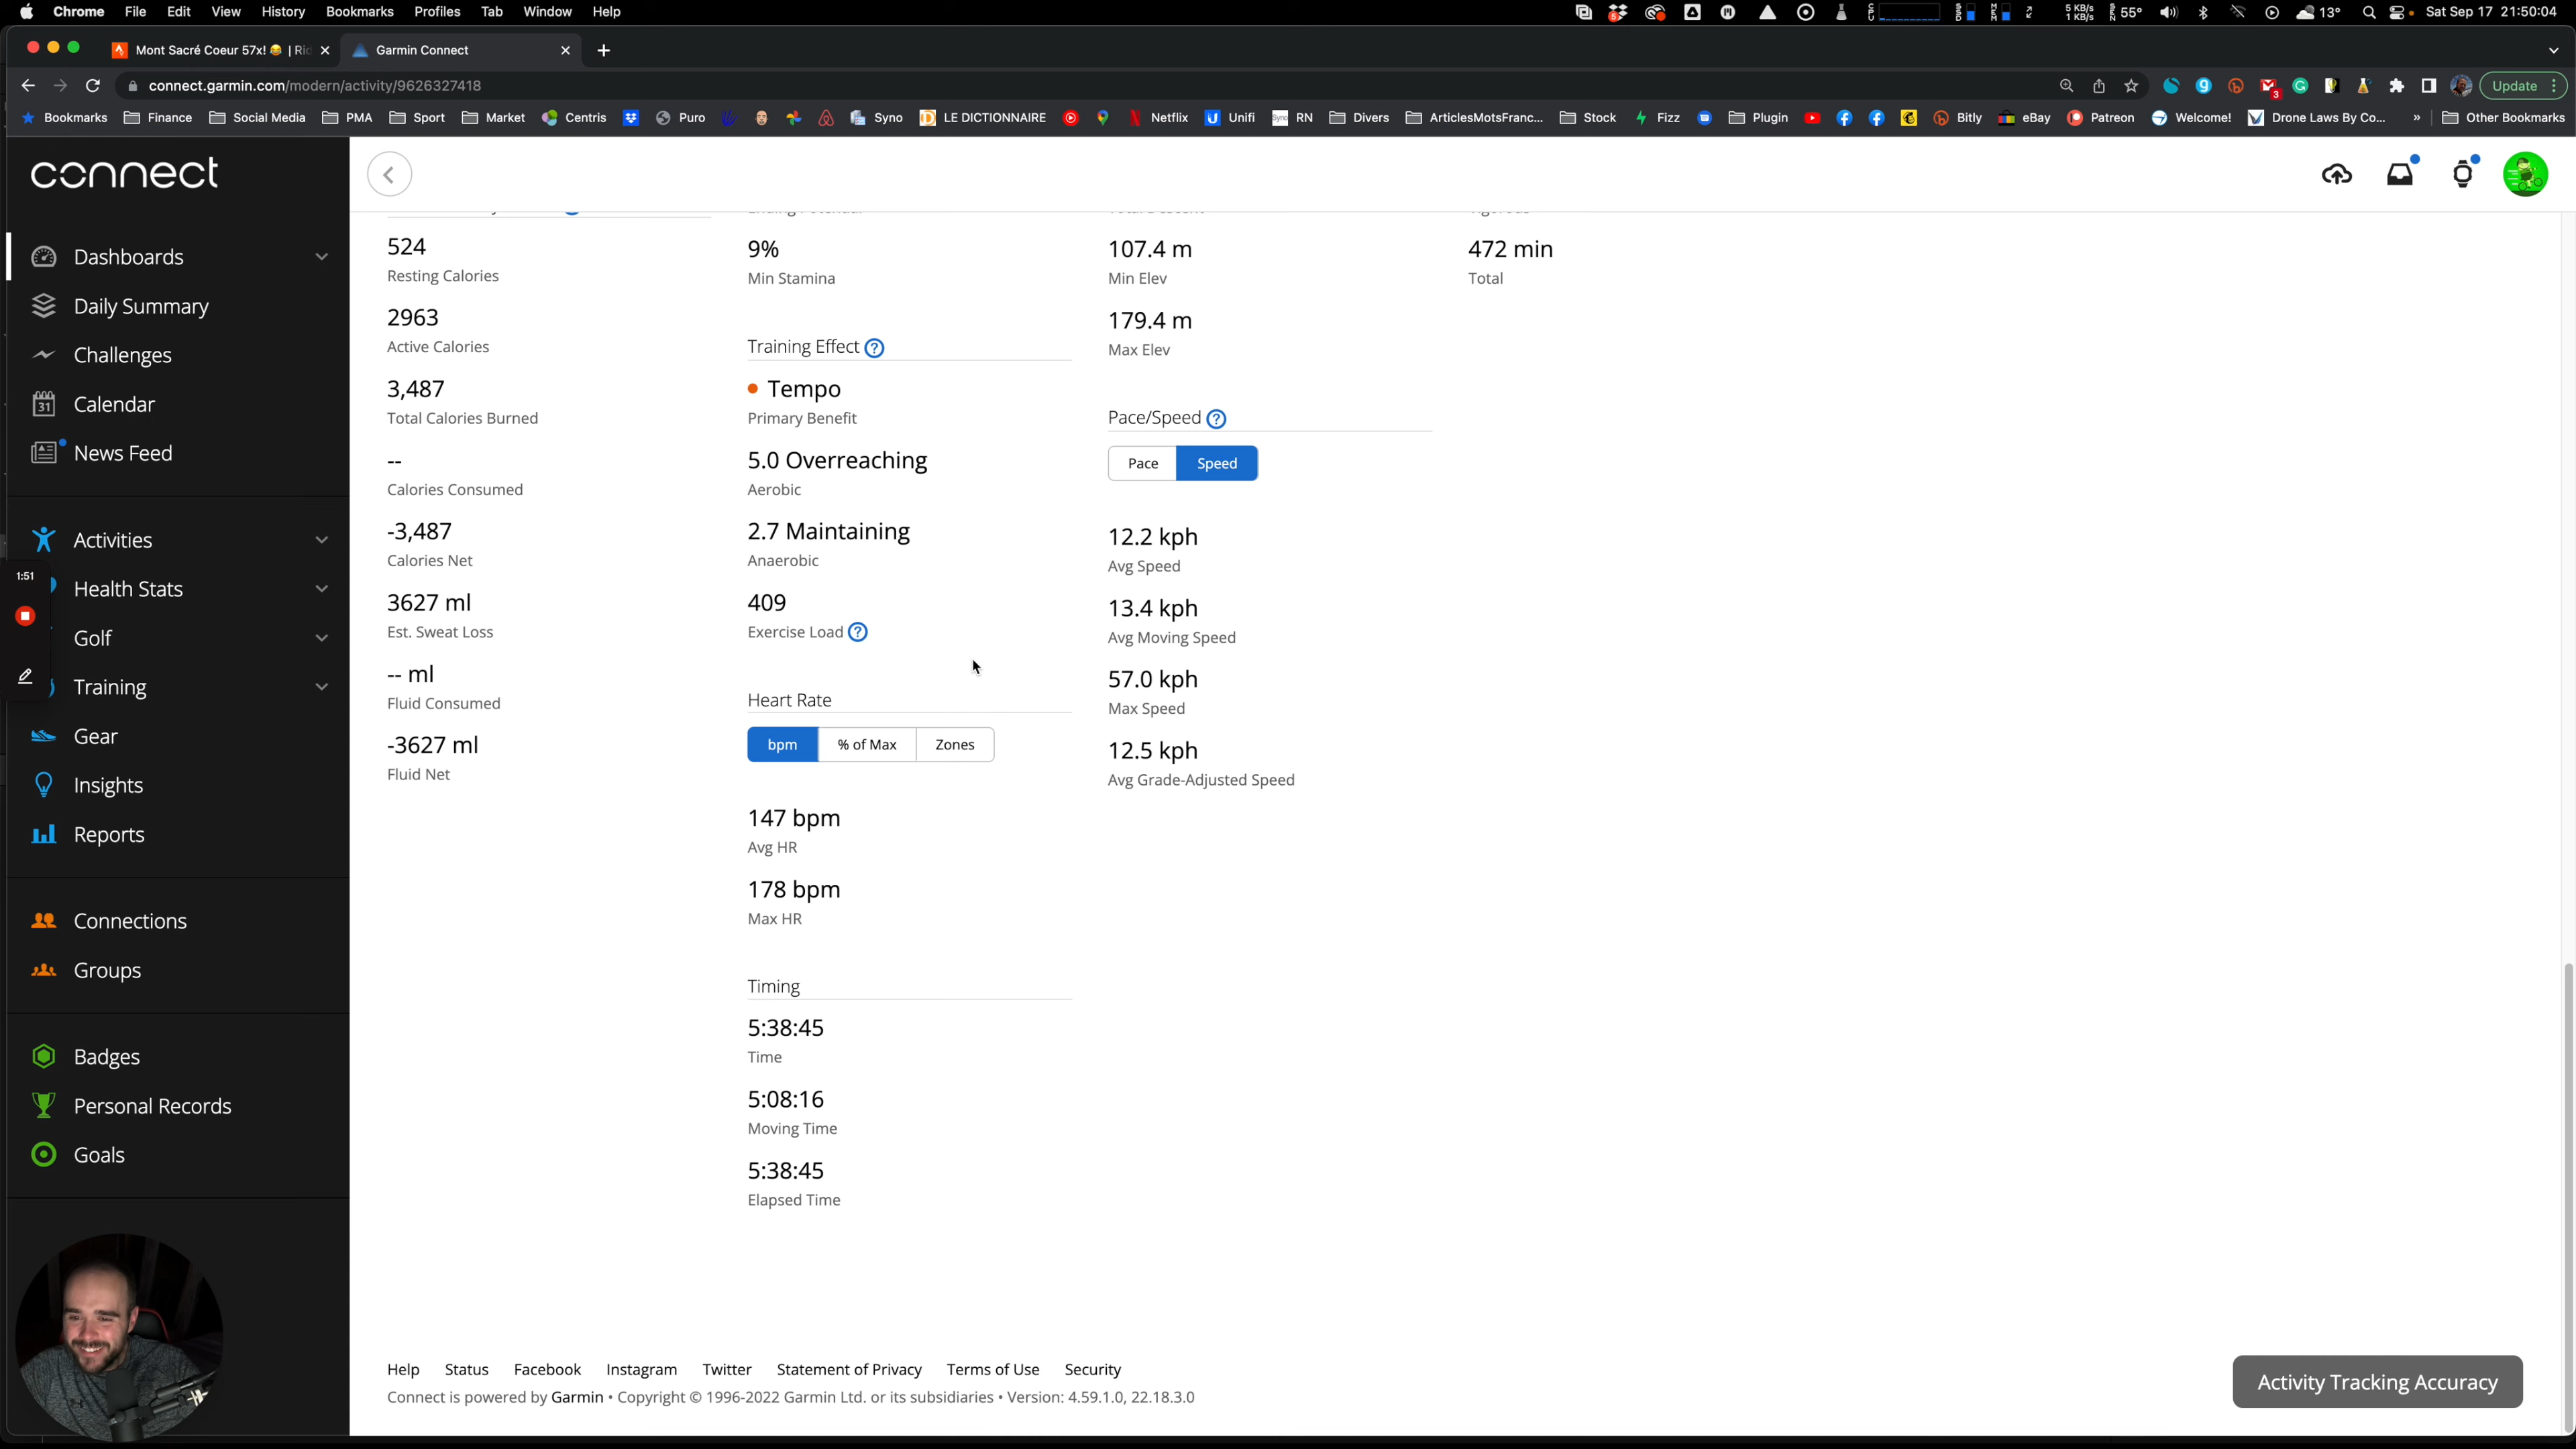 Chrome File Edit View History Bookmarks Profiles Tab Window Help
5 KB/s 1 KB/s 55° 13° Sat Sep 17 21:50:04
Mont Sacré Coeur 57x! 😂 | Ric
Garmin Connect
connect.garmin.com/modern/activity/9626327418
Update
Bookmarks Finance Social Media PMA Sport Market Centris Puro Syno LE DICTIONNAIRE Netflix Unifi RN Divers ArticlesMotsFranc... Stock Fizz Plugin Bitly eBay Patreon Welcome! Drone Laws By Co... » Other Bookmarks
connect
Dashboards
Daily Summary
Challenges
31 Calendar
News Feed
Activities
1:51
Health Stats
Golf
Training
Gear
Insights
Reports
Connections
Groups
Badges
Personal Records
Goals
524
Resting Calories
2963
Active Calories
3,487
Total Calories Burned
--
Calories Consumed
-3,487
Calories Net
3627 ml
Est. Sweat Loss
-- ml
Fluid Consumed
-3627 ml
Fluid Net
9%
Min Stamina
Training Effect ?
Tempo
Primary Benefit
5.0 Overreaching
Aerobic
2.7 Maintaining
Anaerobic
409
Exercise Load ?
Heart Rate
bpm % of Max Zones
147 bpm
Avg HR
178 bpm
Max HR
Timing
5:38:45
Time
5:08:16
Moving Time
5:38:45
Elapsed Time
107.4 m
Min Elev
179.4 m
Max Elev
Pace/Speed ?
Pace Speed
12.2 kph
Avg Speed
13.4 kph
Avg Moving Speed
57.0 kph
Max Speed
12.5 kph
Avg Grade-Adjusted Speed
472 min
Total
Help Status Facebook Instagram Twitter Statement of Privacy Terms of Use Security
Connect is powered by Garmin • Copyright © 1996-2022 Garmin Ltd. or its subsidiaries • Version: 4.59.1.0, 22.18.3.0
Activity Tracking Accuracy